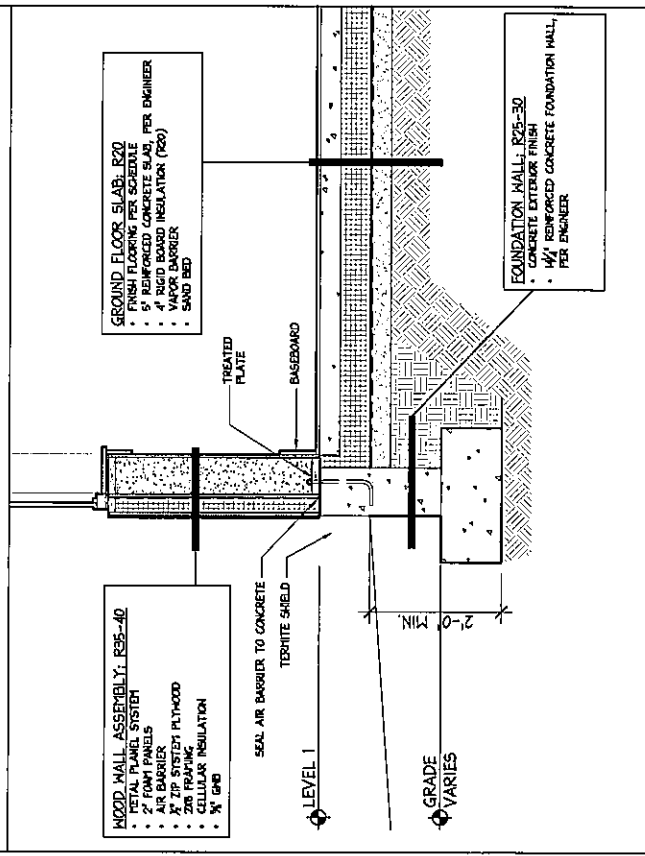 WOOD WALL ASSEMBLY: R35-40
• METAL PLANEL SYSTEM
• 2" FOAM PANELS
• AIR BARRIER
• ZIP SYSTEM PLYWOOD
• FRAMING
• CELLULAR INSULATION
• GWB
SEAL AIR BARRIER TO CONCRETE
TERMITE SHIELD
LEVEL 1
GRADE
VARIES
2'-0" MIN.
GROUND FLOOR SLAB: R20
• FINISH FLOORING PER SCHEDULE
• 5" REINFORCED CONCRETE SLAB, PER ENGINEER
• 4" RIGID BOARD INSULATION (R20)
• VAPOR BARRIER
• SAND BED
TREATED
PLATE
BASEBOARD
FOUNDATION WALL: R25-30
• CONCRETE EXTERIOR FINISH
• REINFORCED CONCRETE FOUNDATION WALL,
PER ENGINEER